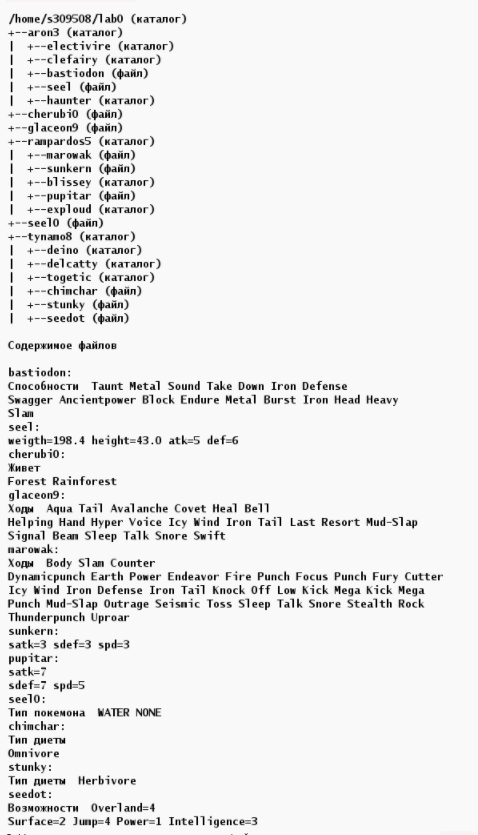 /home/s309508/lab0 (каталог)
+--aron3 (каталог)
|  +--electivire (каталог)
|  +--clefairy (каталог)
|  +--bastiodon (файл)
|  +--seel (файл)
|  +--haunter (каталог)
+--cherubi0 (файл)
+--glaceon9 (файл)
+--rampardos5 (каталог)
|  +--marowak (файл)
|  +--sunkern (файл)
|  +--blissey (каталог)
|  +--pupitar (файл)
|  +--exploud (каталог)
+--seel0 (файл)
+--tynamo8 (каталог)
|  +--deino (каталог)
|  +--delcatty (каталог)
|  +--togetic (каталог)
|  +--chimchar (файл)
|  +--stunky (файл)
|  +--seedot (файл)
Содержимое файлов
bastiodon:
Способности  Taunt Metal Sound Take Down Iron Defense
Swagger Ancientpower Block Endure Metal Burst Iron Head Heavy
Slam
seel:
weigth=198.4 height=43.0 atk=5 def=6
cherubi0:
Живет
Forest Rainforest
glaceon9:
Ходы  Aqua Tail Avalanche Covet Heal Bell
Helping Hand Hyper Voice Icy Wind Iron Tail Last Resort Mud-Slap
Signal Beam Sleep Talk Snore Swift
marowak:
Ходы  Body Slam Counter
Dynamicpunch Earth Power Endeavor Fire Punch Focus Punch Fury Cutter
Icy Wind Iron Defense Iron Tail Knock Off Low Kick Mega Kick Mega
Punch Mud-Slap Outrage Seismic Toss Sleep Talk Snore Stealth Rock
Thunderpunch Uproar
sunkern:
satk=3 sdef=3 spd=3
pupitar:
satk=7
sdef=7 spd=5
seel0:
Тип покемона  WATER NONE
chimchar:
Тип диеты
Omnivore
stunky:
Тип диеты  Herbivore
seedot:
Возможности  Overland=4
Surface=2 Jump=4 Power=1 Intelligence=3